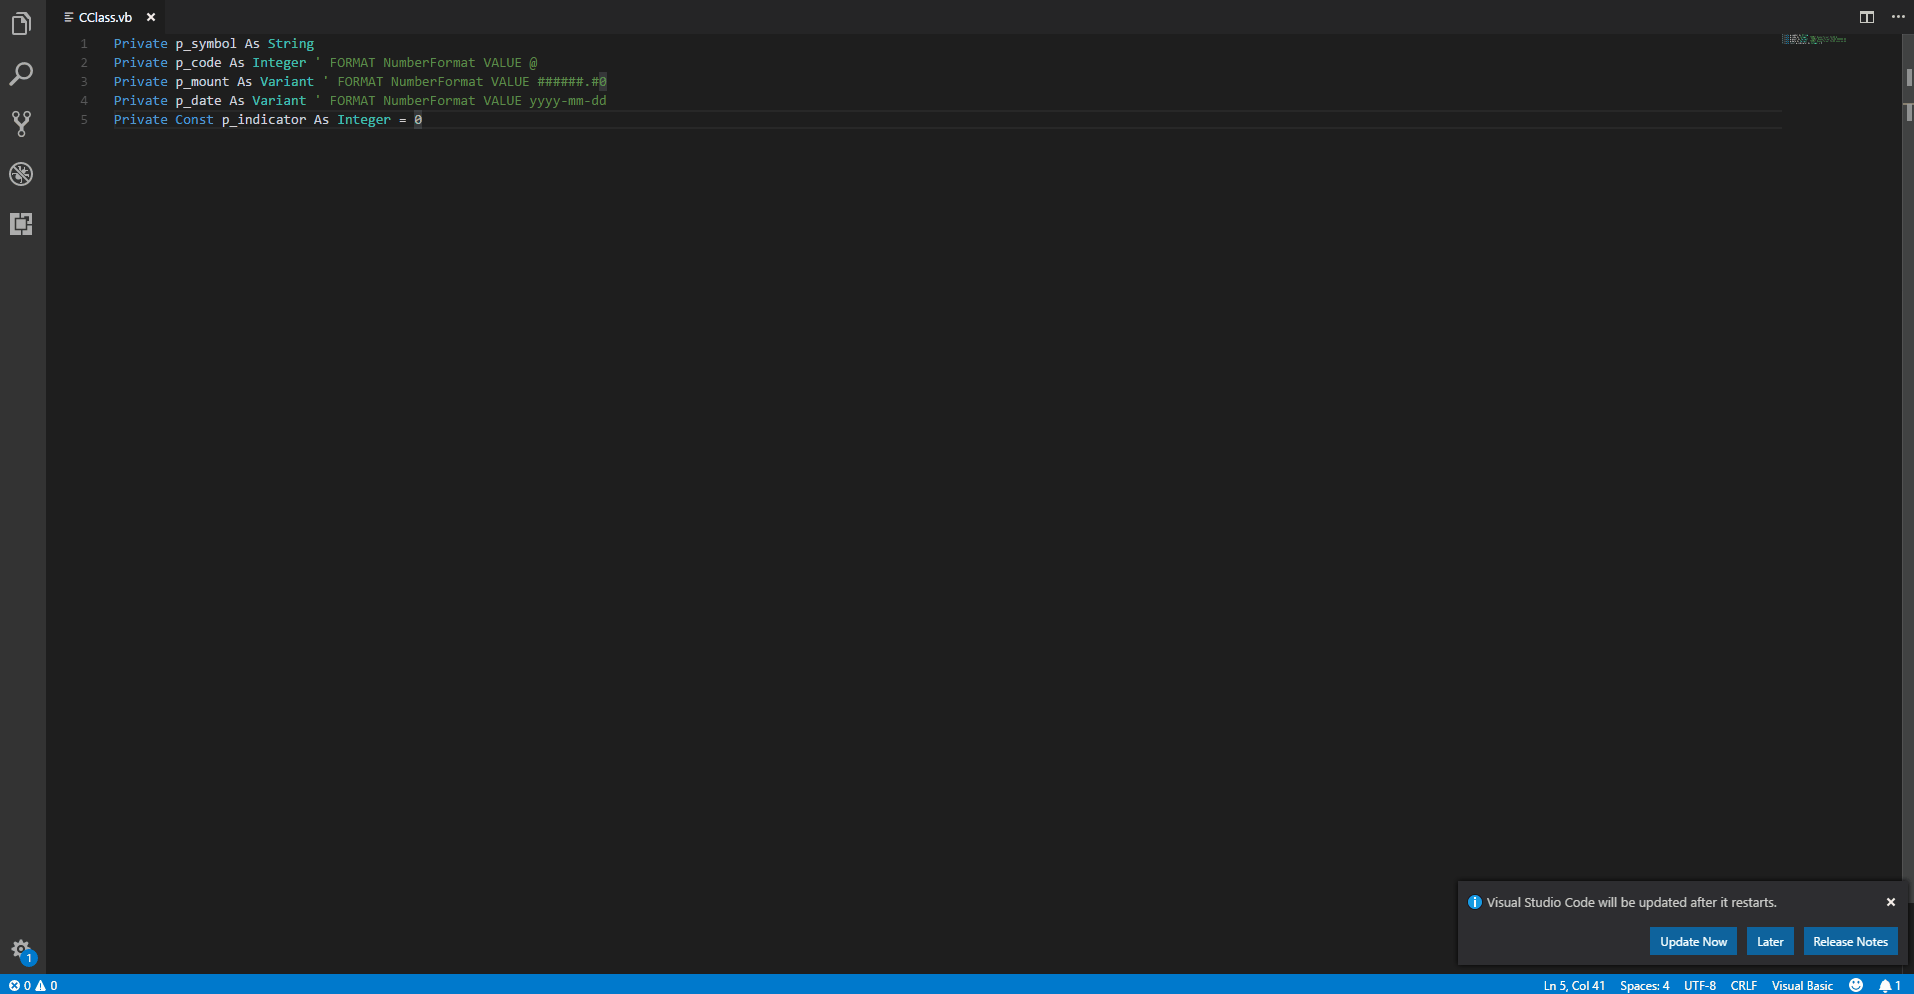 CClass.vb
1 Private p_symbol As String
2 Private p_code As Integer ' FORMAT NumberFormat VALUE @
3 Private p_mount As Variant ' FORMAT NumberFormat VALUE ######.#0
4 Private p_date As Variant ' FORMAT NumberFormat VALUE yyyy-mm-dd
5 Private Const p_indicator As Integer = 0
Visual Studio Code will be updated after it restarts.
Update Now Later Release Notes
1
0 0 Ln 5, Col 41 Spaces: 4 UTF-8 CRLF Visual Basic 1